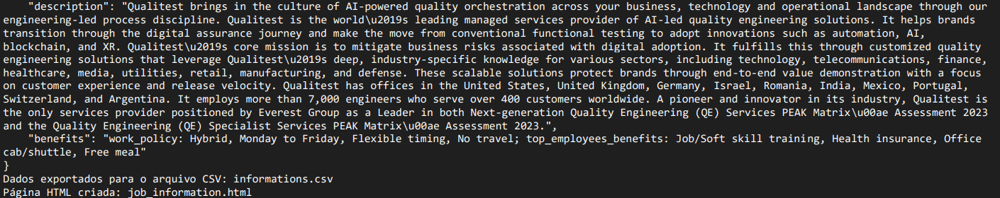 "description": "Qualitest brings in the culture of AI-powered quality orchestration across your business, technology and operational landscape through our
engineering-led process discipline. Qualitest is the world\u2019s leading managed services provider of AI-led quality engineering solutions. It helps brands
transition through the digital assurance journey and make the move from conventional functional testing to adopt innovations such as automation, AI,
blockchain, and XR. Qualitest\u2019s core mission is to mitigate business risks associated with digital adoption. It fulfills this through customized quality
engineering solutions that leverage Qualitest\u2019s deep, industry-specific knowledge for various sectors, including technology, telecommunications, finance,
healthcare, media, utilities, retail, manufacturing, and defense. These scalable solutions protect brands through end-to-end value demonstration with a focus
on customer experience and release velocity. Qualitest has offices in the United States, United Kingdom, Germany, Israel, Romania, India, Mexico, Portugal,
Switzerland, and Argentina. It employs more than 7,000 engineers who serve over 400 customers worldwide. A pioneer and innovator in its industry, Qualitest is
the only services provider positioned by Everest Group as a Leader in both Next-generation Quality Engineering (QE) Services PEAK Matrix\u00ae Assessment 2023
and the Quality Engineering (QE) Specialist Services PEAK Matrix\u00ae Assessment 2023.",
"benefits": "work_policy: Hybrid, Monday to Friday, Flexible timing, No travel; top_employees_benefits: Job/Soft skill training, Health insurance, Office
cab/shuttle, Free meal"
}
Dados exportados para o arquivo CSV: informations.csv
Página HTML criada: job_information.html